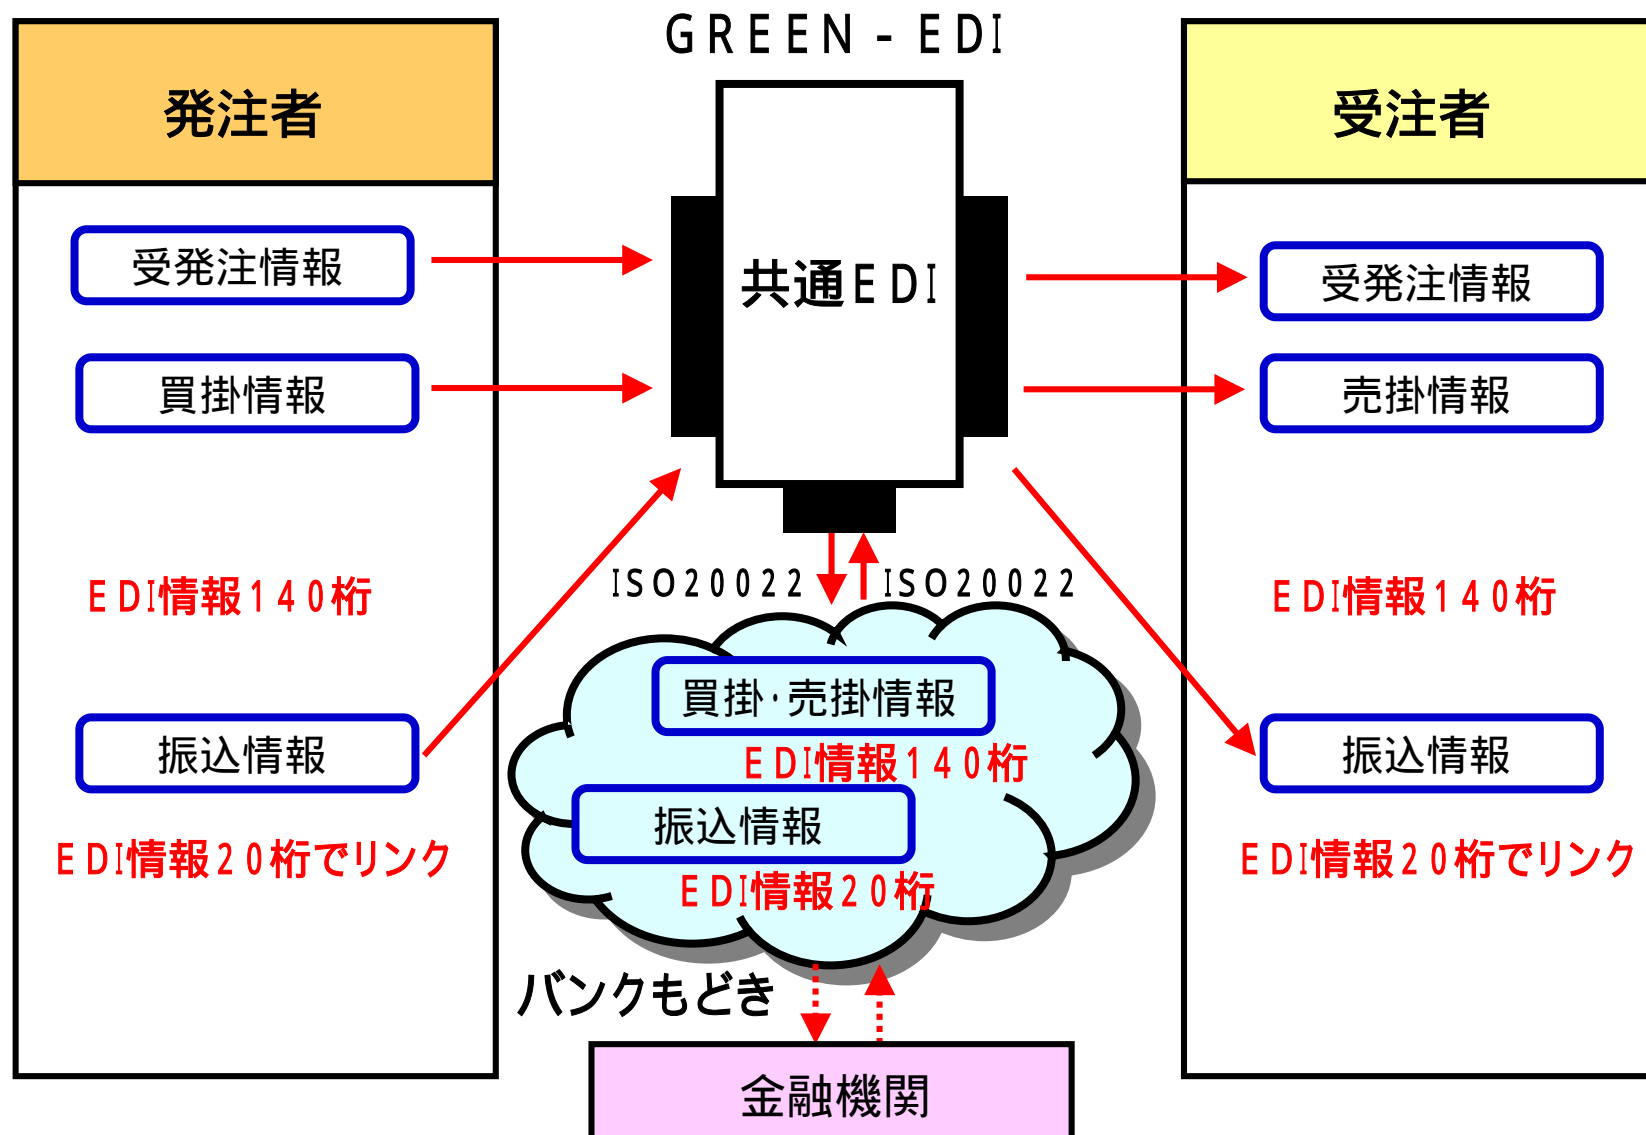 GREEN-EDI
発注者
受注者
受発注情報
共通EDI
受発注情報
買掛情報
売掛情報
ISO20022
ISO20022
EDI情報140桁
EDI情報140桁
買掛・売掛情報
EDI情報140桁
振込情報
振込情報
振込情報
EDI情報20桁でリンク
EDI情報20桁
EDI情報20桁でリンク
バンクもどき
金融機関